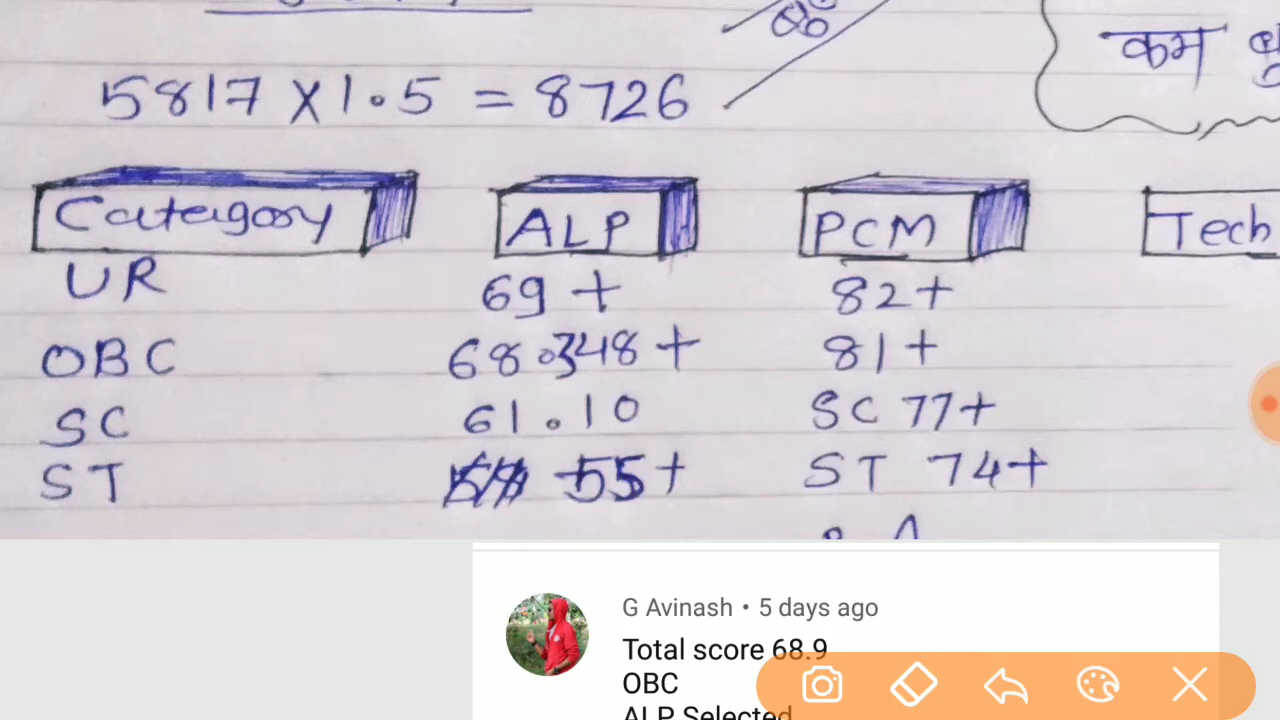 5817 X 1.5 = 8726
कम
Category ALP PCM Tech
UR 69 + 82+
OBC 68.348 + 81 +
SC 61.10 SC 77+
ST 55+ ST 74+
G Avinash • 5 days ago
Total score 68.9
OBC
ALP Selected